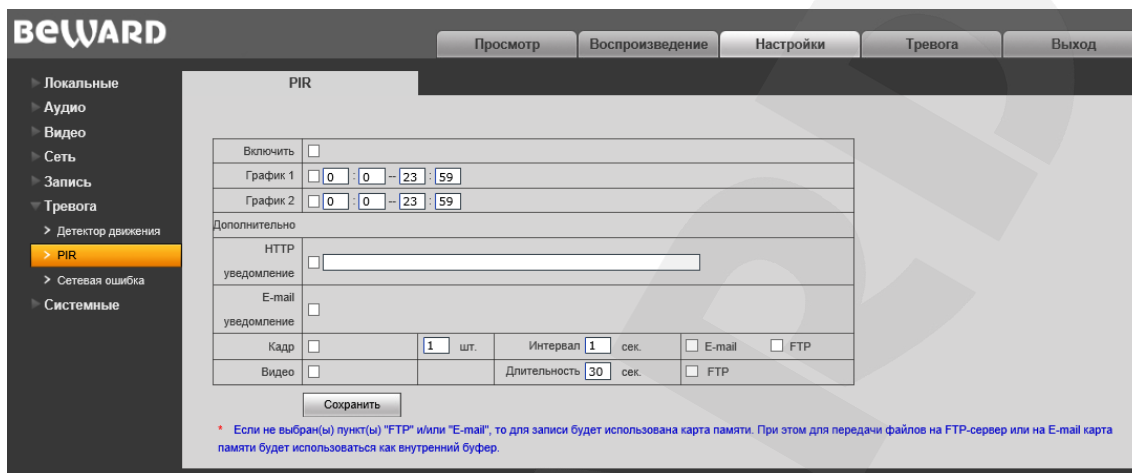 BEWARD
Просмотр Воспроизведение Настройки Тревога Выход
Локальные
Аудио
Видео
Сеть
Запись
Тревога
Детектор движения
PIR
Сетевая ошибка
Системные
PIR
Включить
График 1 0 : 0 -- 23 : 59
График 2 0 : 0 -- 23 : 59
Дополнительно
HTTP
уведомление
E-mail
уведомление
Кадр 1 шт. Интервал 1 сек. E-mail FTP
Видео Длительность 30 сек. FTP
Сохранить
* Если не выбран(ы) пункт(ы) "FTP" и/или "E-mail", то для записи будет использована карта памяти. При этом для передачи файлов на FTP-сервер или на E-mail карта
памяти будет использоваться как внутренний буфер.